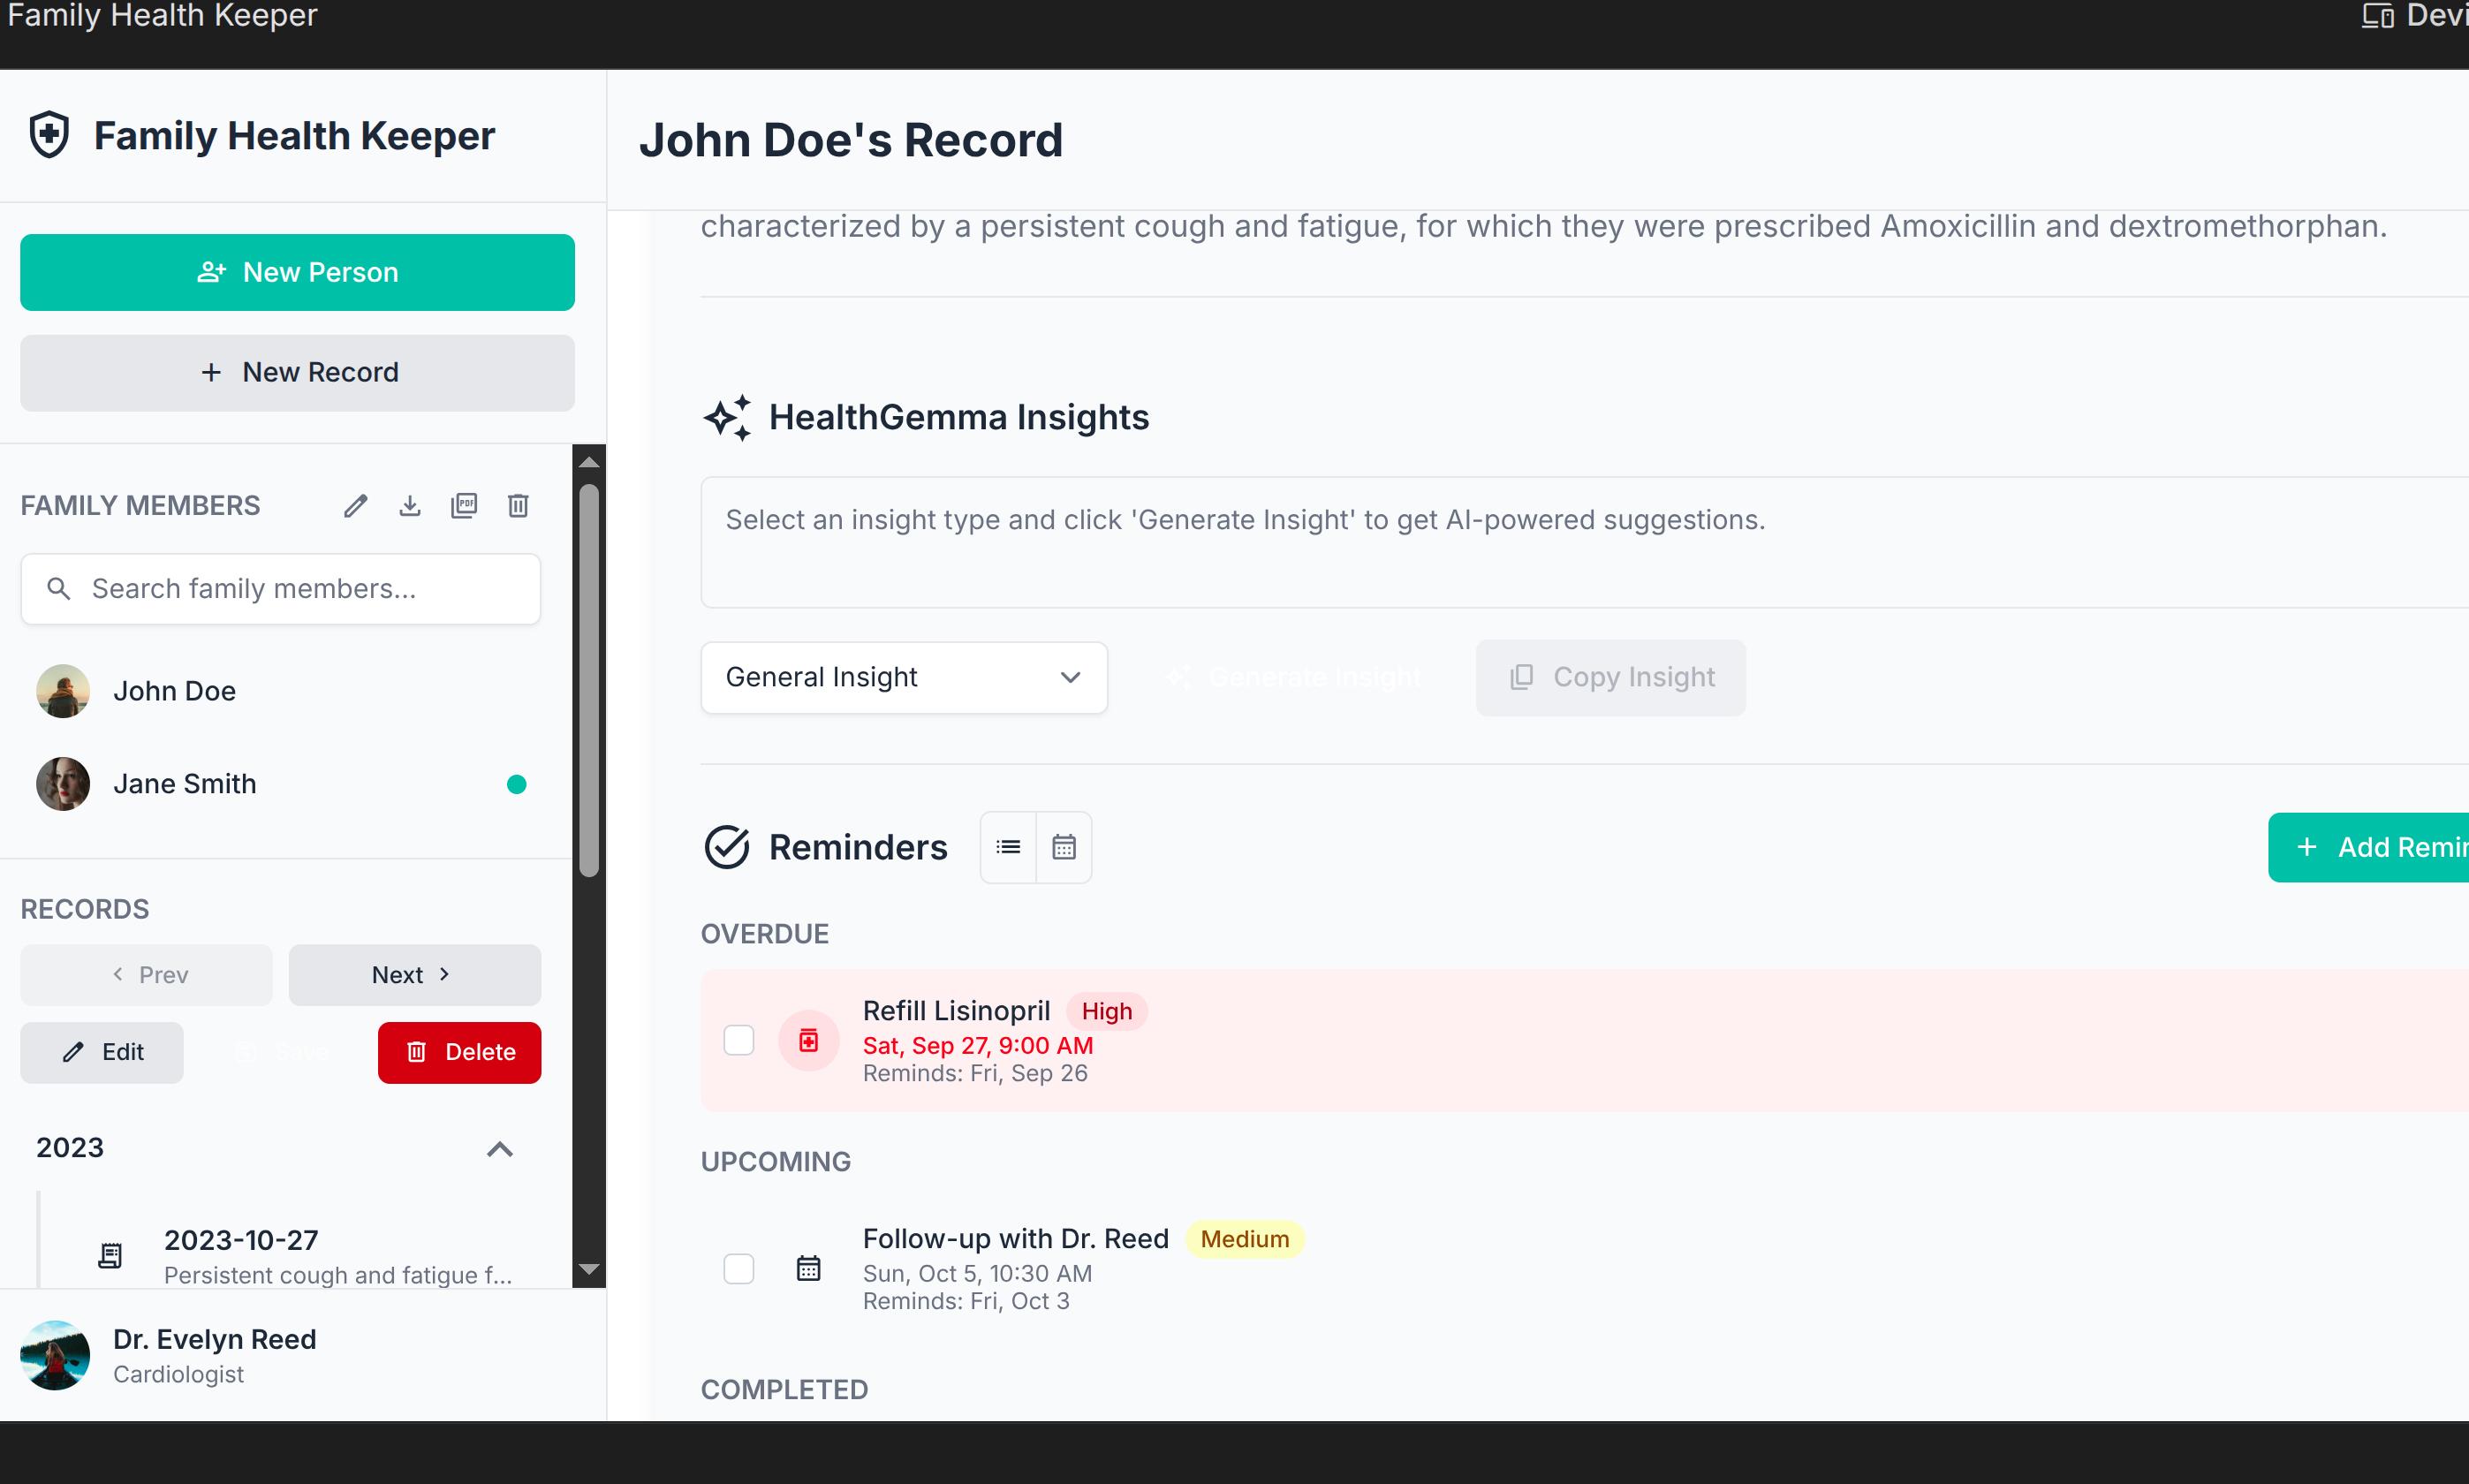 Family Health Keeper
Devi
Family Health Keeper
New Person
New Record
FAMILY MEMBERS
PDF
Search family members...
John Doe
Jane Smith
RECORDS
Prev
Next
Edit
Save
Delete
2023
2023-10-27
Persistent cough and fatigue f...
Dr. Evelyn Reed
Cardiologist
John Doe's Record
characterized by a persistent cough and fatigue, for which they were prescribed Amoxicillin and dextromethorphan.
HealthGemma Insights
Select an insight type and click 'Generate Insight' to get AI-powered suggestions.
General Insight
Generate Insight
Copy Insight
Reminders
Add Remin
OVERDUE
Refill Lisinopril High
Sat, Sep 27, 9:00 AM
Reminds: Fri, Sep 26
UPCOMING
Follow-up with Dr. Reed Medium
Sun, Oct 5, 10:30 AM
Reminds: Fri, Oct 3
COMPLETED